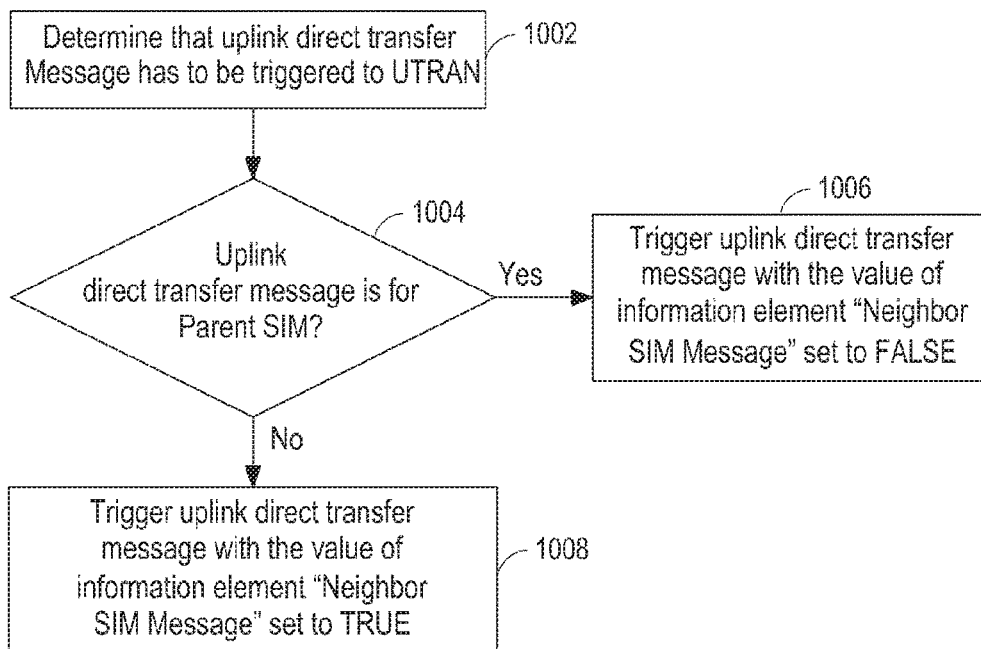 Determine that uplink direct transfer
Message has to be triggered to UTRAN
1002
1004
Uplink
direct transfer message is for
Parent SIM?
Yes
1006
Trigger uplink direct transfer
message with the value of
information element “Neighbor
SIM Message” set to FALSE
No
Trigger uplink direct transfer
message with the value of
information element “Neighbor
SIM Message” set to TRUE
1008